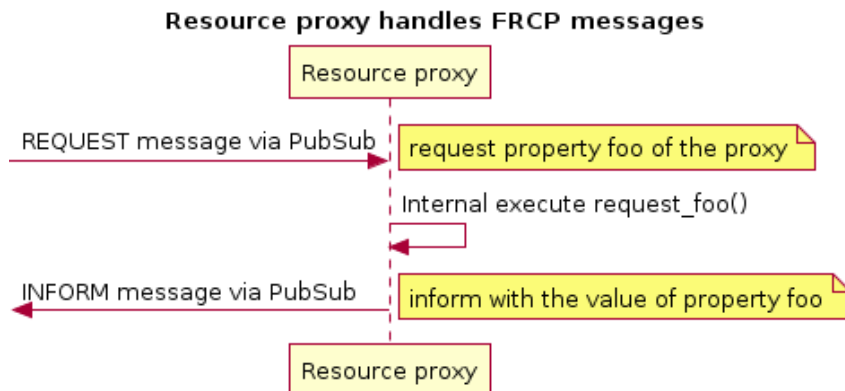 Resource proxy handles FRCP messages
Resource proxy
REQUEST message via PubSub
request property foo of the proxy
Internal execute request_foo()
INFORM message via PubSub
inform with the value of property foo
Resource proxy